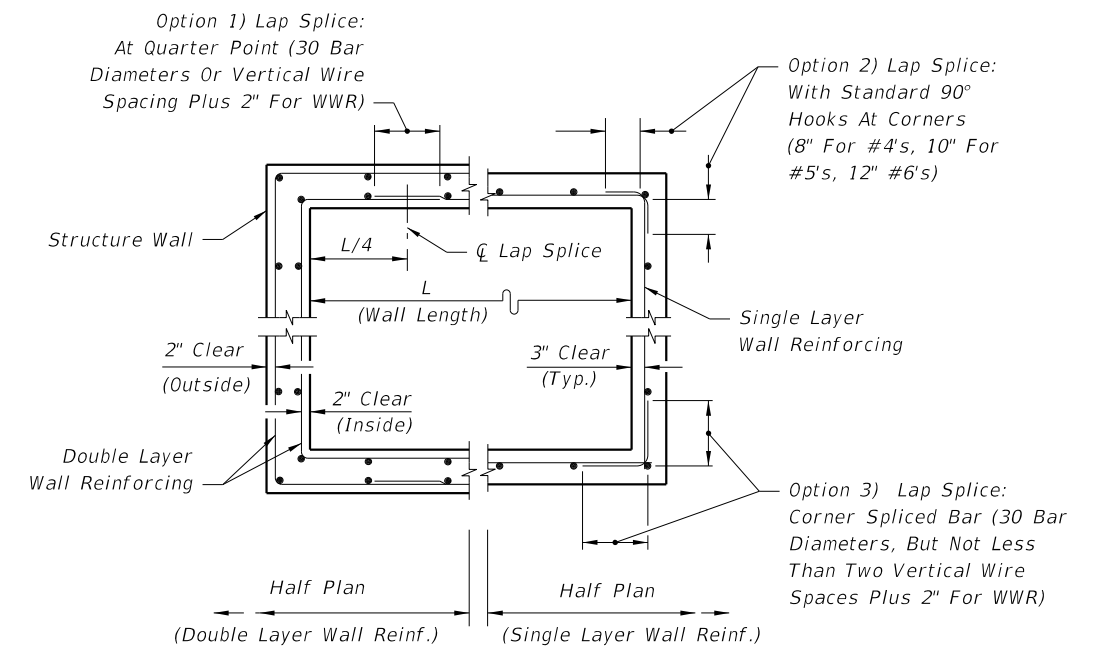 Option 1) Lap Splice:
At Quarter Point (30 Bar
Diameters Or Vertical Wire
Spacing Plus 2" For WWR)
Option 2) Lap Splice:
With Standard 90°
Hooks At Corners
(8" For #4's, 10" For
#5's, 12" #6's)
Structure Wall
L/4
℄ Lap Splice
L
(Wall Length)
Single Layer
Wall Reinforcing
2" Clear
(Outside)
3" Clear
(Typ.)
2" Clear
(Inside)
Double Layer
Wall Reinforcing
Option 3) Lap Splice:
Corner Spliced Bar (30 Bar
Diameters, But Not Less
Than Two Vertical Wire
Spaces Plus 2" For WWR)
Half Plan
(Double Layer Wall Reinf.)
Half Plan
(Single Layer Wall Reinf.)